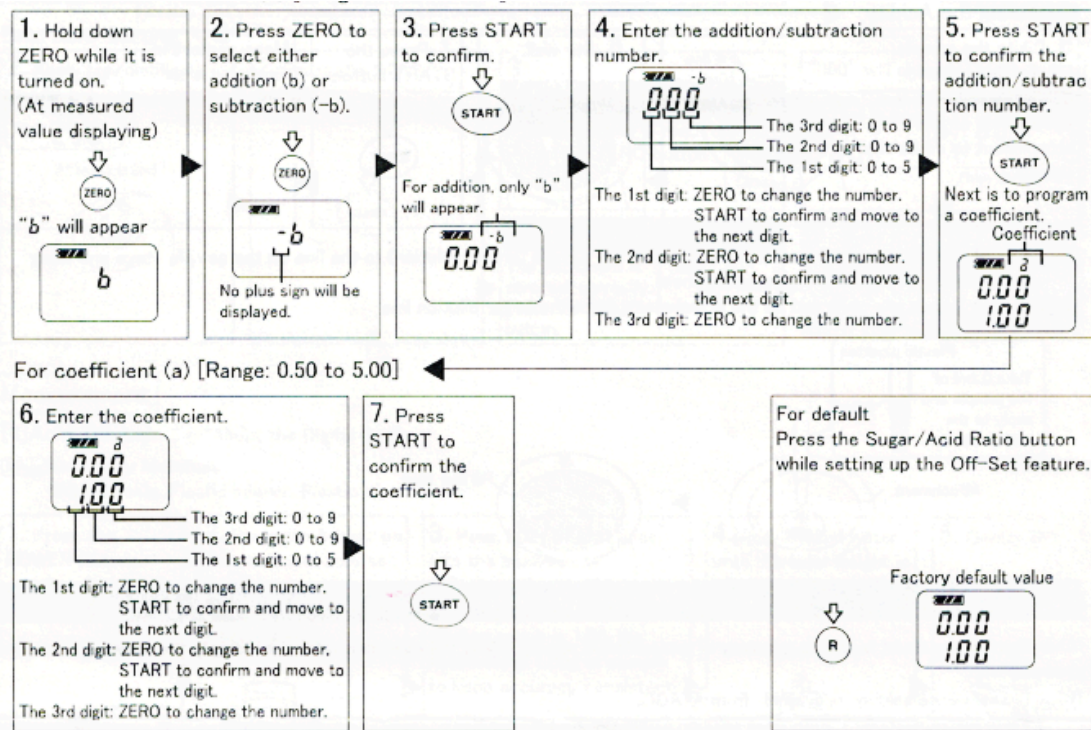 1. Hold down
ZERO while it is
turned on.
(At measured
value displaying)
ZERO
"b" will appear
b
2. Press ZERO to
select either
addition (b) or
subtraction (-b).
ZERO
-b
No plus sign will be
displayed.
3. Press START
to confirm.
START
For addition, only "b"
will appear.
-b
0.00
4. Enter the addition/subtraction
number.
-b
0.00
The 3rd digit: 0 to 9
The 2nd digit: 0 to 9
The 1st digit: 0 to 5
The 1st digit: ZERO to change the number.
START to confirm and move to
the next digit.
The 2nd digit: ZERO to change the number.
START to confirm and move to
the next digit.
The 3rd digit: ZERO to change the number.
5. Press START
to confirm the
addition/subtrac
tion number.
START
Next is to program
a coefficient.
Coefficient
a
0.00
1.00
For coefficient (a) [Range: 0.50 to 5.00]
6. Enter the coefficient.
a
0.00
1.00
The 3rd digit: 0 to 9
The 2nd digit: 0 to 9
The 1st digit: 0 to 5
The 1st digit: ZERO to change the number.
START to confirm and move to
the next digit.
The 2nd digit: ZERO to change the number.
START to confirm and move to
the next digit.
The 3rd digit: ZERO to change the number.
7. Press
START to
confirm the
coefficient.
START
For default
Press the Sugar/Acid Ratio button
while setting up the Off-Set feature.
R
Factory default value
0.00
1.00